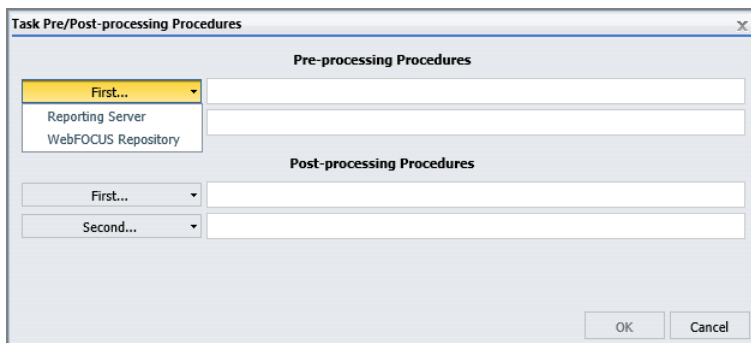 Task Pre/Post-processing Procedures x
Pre-processing Procedures
First...
Reporting Server
WebFOCUS Repository
Post-processing Procedures
First...
Second...
OK Cancel